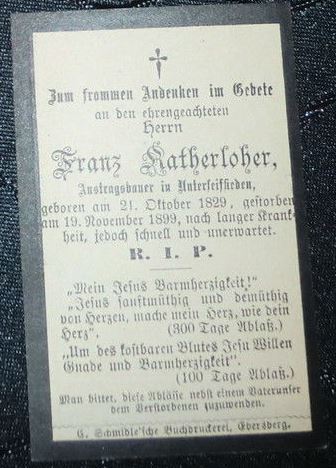 Zum frommen Andenken im Gebete
an den ehrengeachteten
Herrn
Franz Katherloher,
Austragsbauer in Unterseifsieden,
geboren am 21. Oktober 1829, gestorben
am 19. November 1899, nach langer Krank-
heit, jedoch schnell und unerwartet.
R. I. P.
„Mein Jesus Barmherzigkeit!"
„Jesus sanftmüthig und demüthig
von Herzen, mache mein Herz, wie dein
Herz". (300 Tage Ablaß.)
„Um des kostbaren Blutes Jesu Willen
Gnade und Barmherzigkeit".
(100 Tage Ablaß.)
Man bittet, diese Ablässe nebst einem Vaterunser
dem Verstorbenen zuzuwenden.
C. Schmidle'sche Buchdruckerei, Ebersberg.